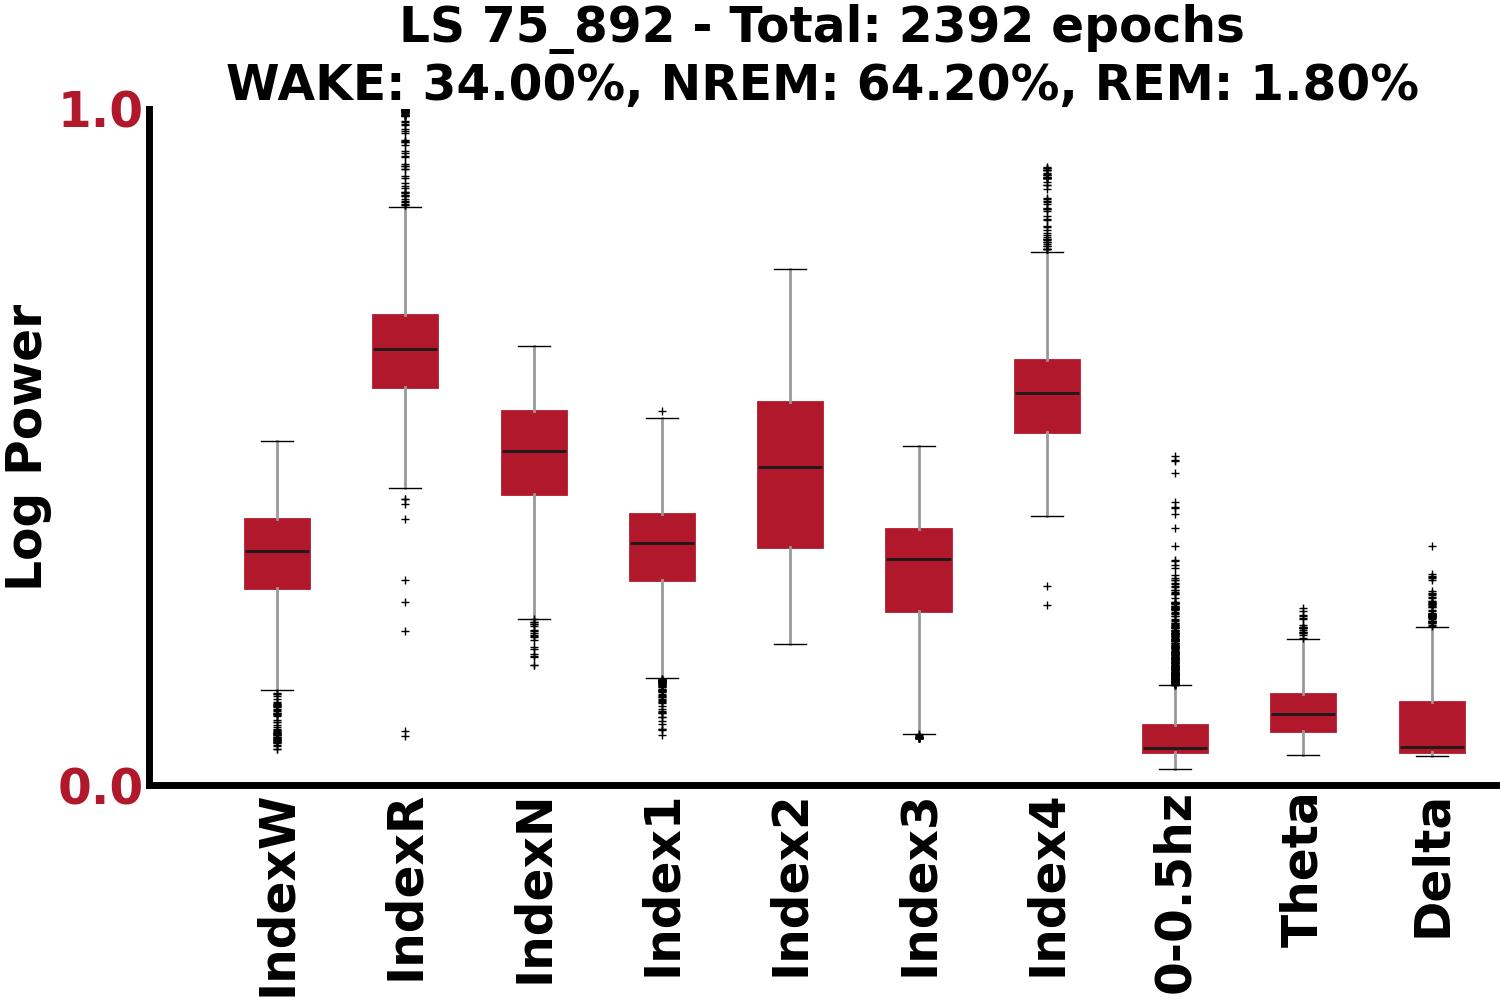 LS 75_892 - Total: 2392 epochs
WAKE: 34.00%, NREM: 64.20%, REM: 1.80%
1.0
Log Power
0.0
IndexW
IndexR
IndexN
Index1
Index2
Index3
Index4
0-0.5hz
Theta
Delta